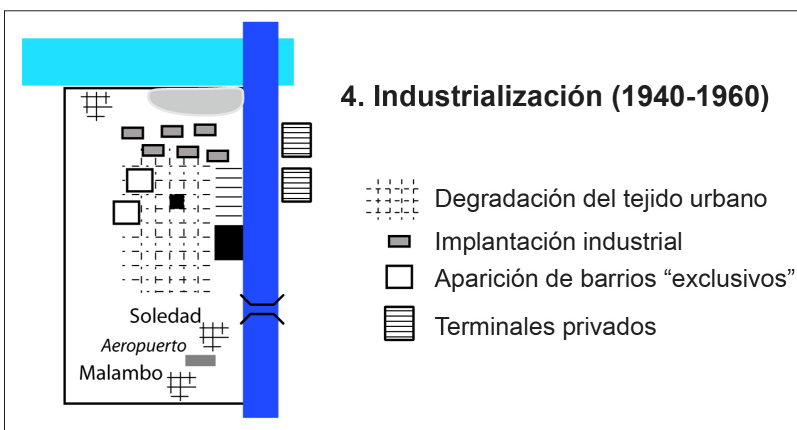 4. Industrialización (1940-1960)
Degradación del tejido urbano
Implantación industrial
Aparición de barrios “exclusivos”
Terminales privados
Soledad
Aeropuerto
Malambo